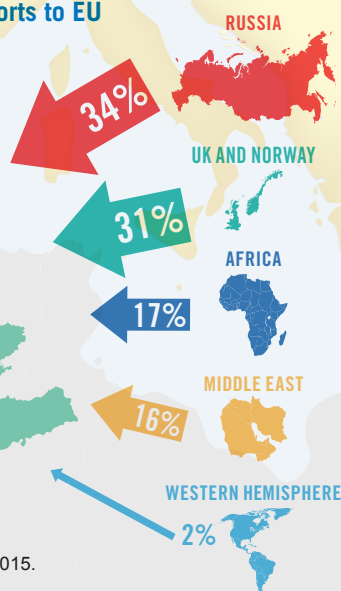 orts to EU
RUSSIA
34%
UK AND NORWAY
31%
AFRICA
17%
MIDDLE EAST
16%
WESTERN HEMISPHERE
2%
015.